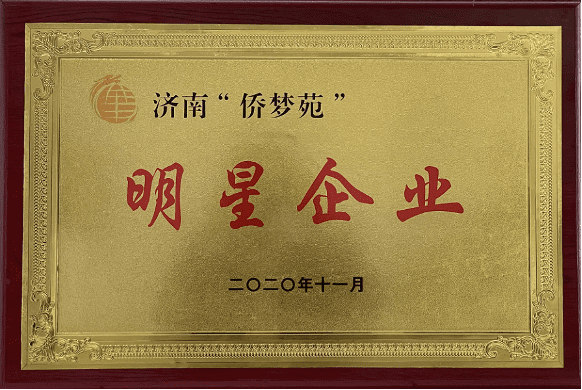 济南“侨梦苑”
明星企业
二〇二〇年十一月